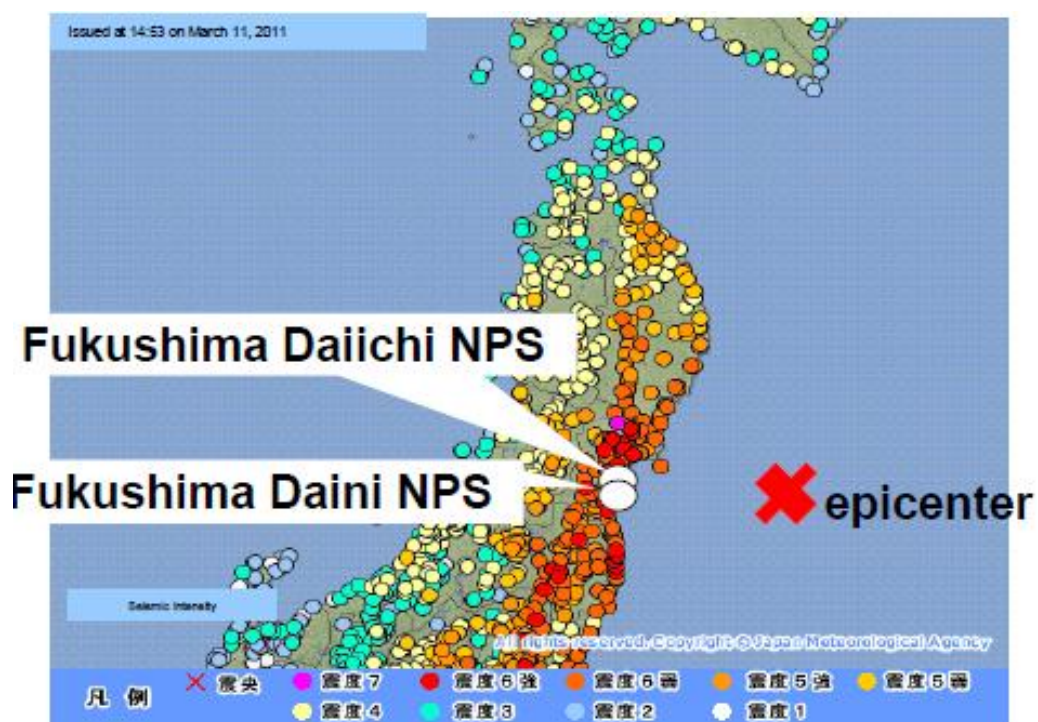 Issued at 14:53 on March 11, 2011
Fukushima Daiichi NPS
Fukushima Daini NPS
epicenter
Seismic Intensity
All rights reserved. Copyright © Japan Meteorological Agency
凡例
震央 震度7 震度6強 震度6弱 震度5強 震度5弱
震度4 震度3 震度2 震度1